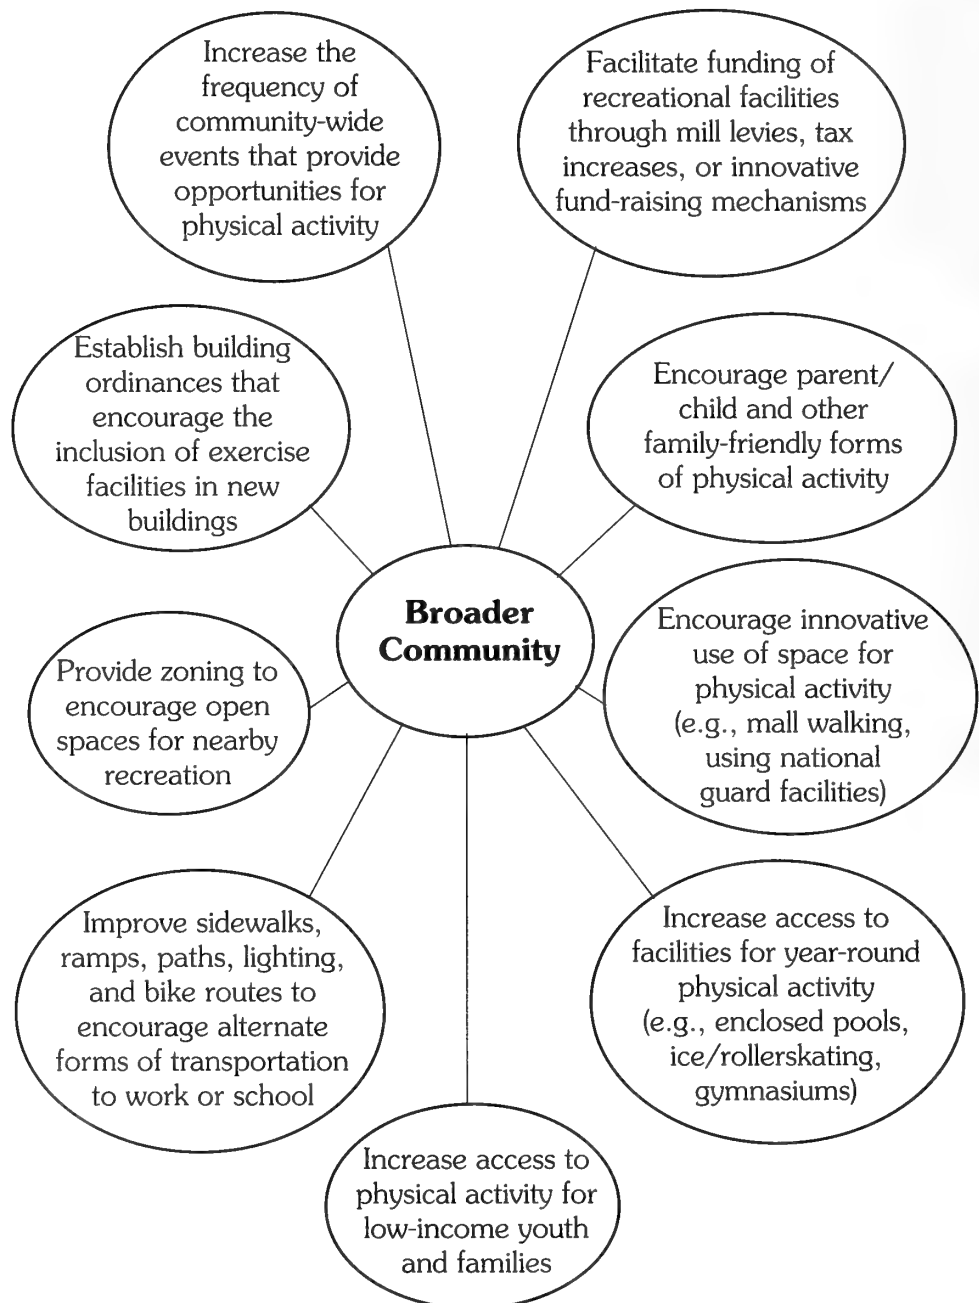 Increase the
frequency of
community-wide
events that provide
opportunities for
physical activity
Facilitate funding of
recreational facilities
through mill levies, tax
increases, or innovative
fund-raising mechanisms
Establish building
ordinances that
encourage the
inclusion of exercise
facilities in new
buildings
Encourage parent/
child and other
family-friendly forms
of physical activity
Broader
Community
Provide zoning to
encourage open
spaces for nearby
recreation
Encourage innovative
use of space for
physical activity
(e.g., mall walking,
using national
guard facilities)
Improve sidewalks,
ramps, paths, lighting,
and bike routes to
encourage alternate
forms of transportation
to work or school
Increase access to
facilities for year-round
physical activity
(e.g., enclosed pools,
ice/rollerskating,
gymnasiums)
Increase access to
physical activity for
low-income youth
and families